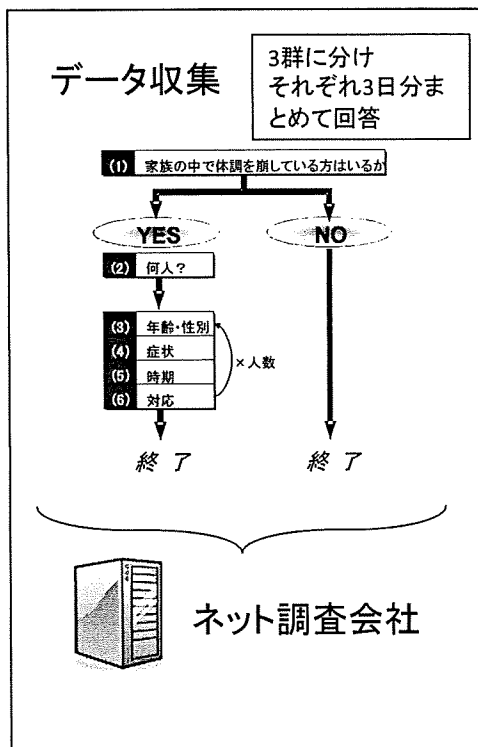 データ収集
3群に分け
それぞれ3日分ま
とめて回答
(1) 家族の中で体調を崩している方はいるか
YES
NO
(2) 何人?
(3) 年齢・性別
(4) 症状
(5) 時期
(6) 対応
×人数
終了
終了
ネット調査会社